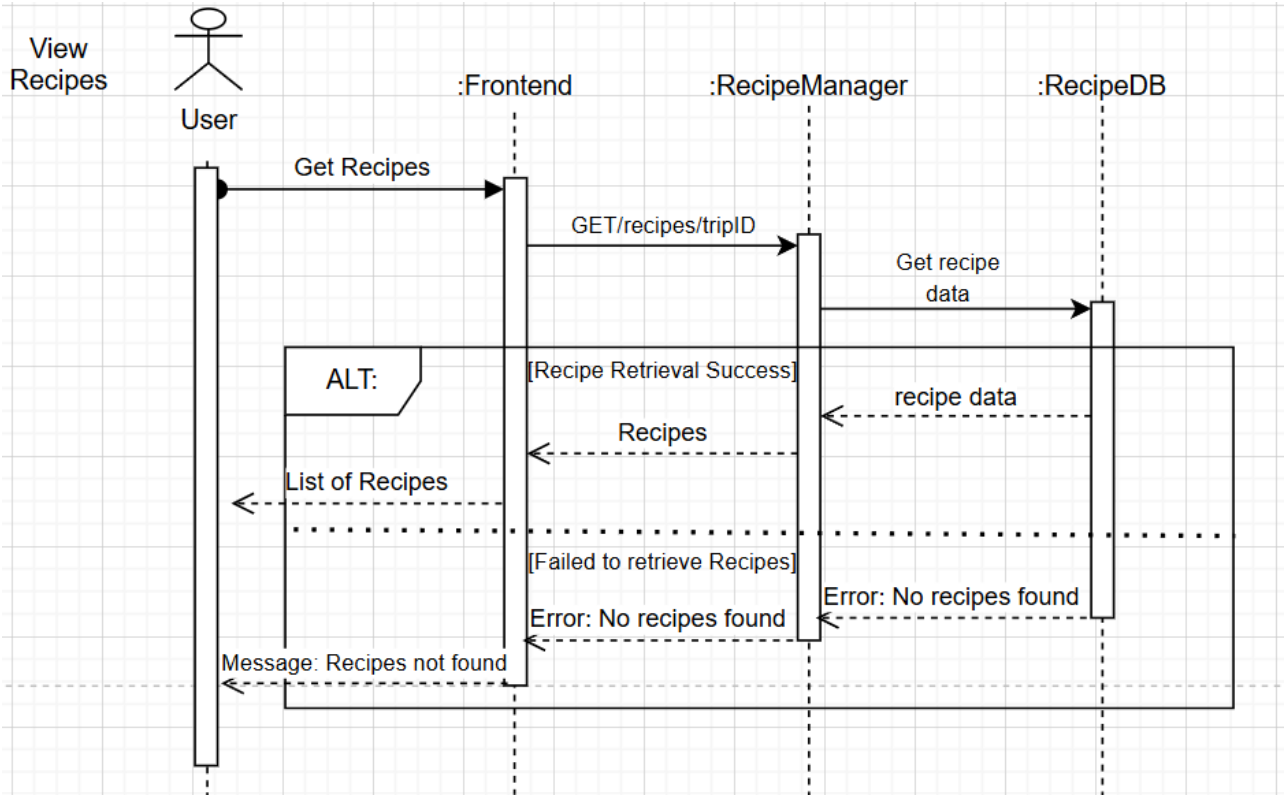 View
Recipes
User
:Frontend
:RecipeManager
:RecipeDB
Get Recipes
GET/recipes/tripID
Get recipe
data
ALT:
[Recipe Retrieval Success]
recipe data
Recipes
List of Recipes
[Failed to retrieve Recipes]
Error: No recipes found
Error: No recipes found
Message: Recipes not found